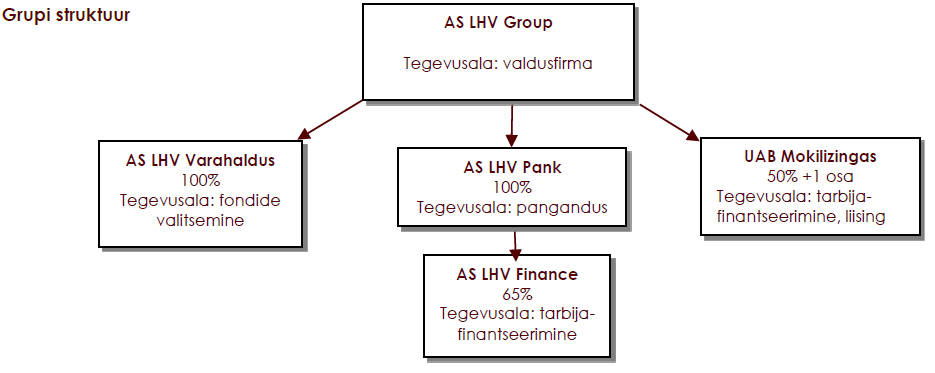 Grupi struktuur
AS LHV Group
Tegevusala: valdusfirma
AS LHV Varahaldus
100%
Tegevusala: fondide
valitsemine
AS LHV Pank
100%
Tegevusala: pangandus
UAB Mokilizingas
50% +1 osa
Tegevusala: tarbija-
finantseerimine, liising
AS LHV Finance
65%
Tegevusala: tarbija-
finantseerimine